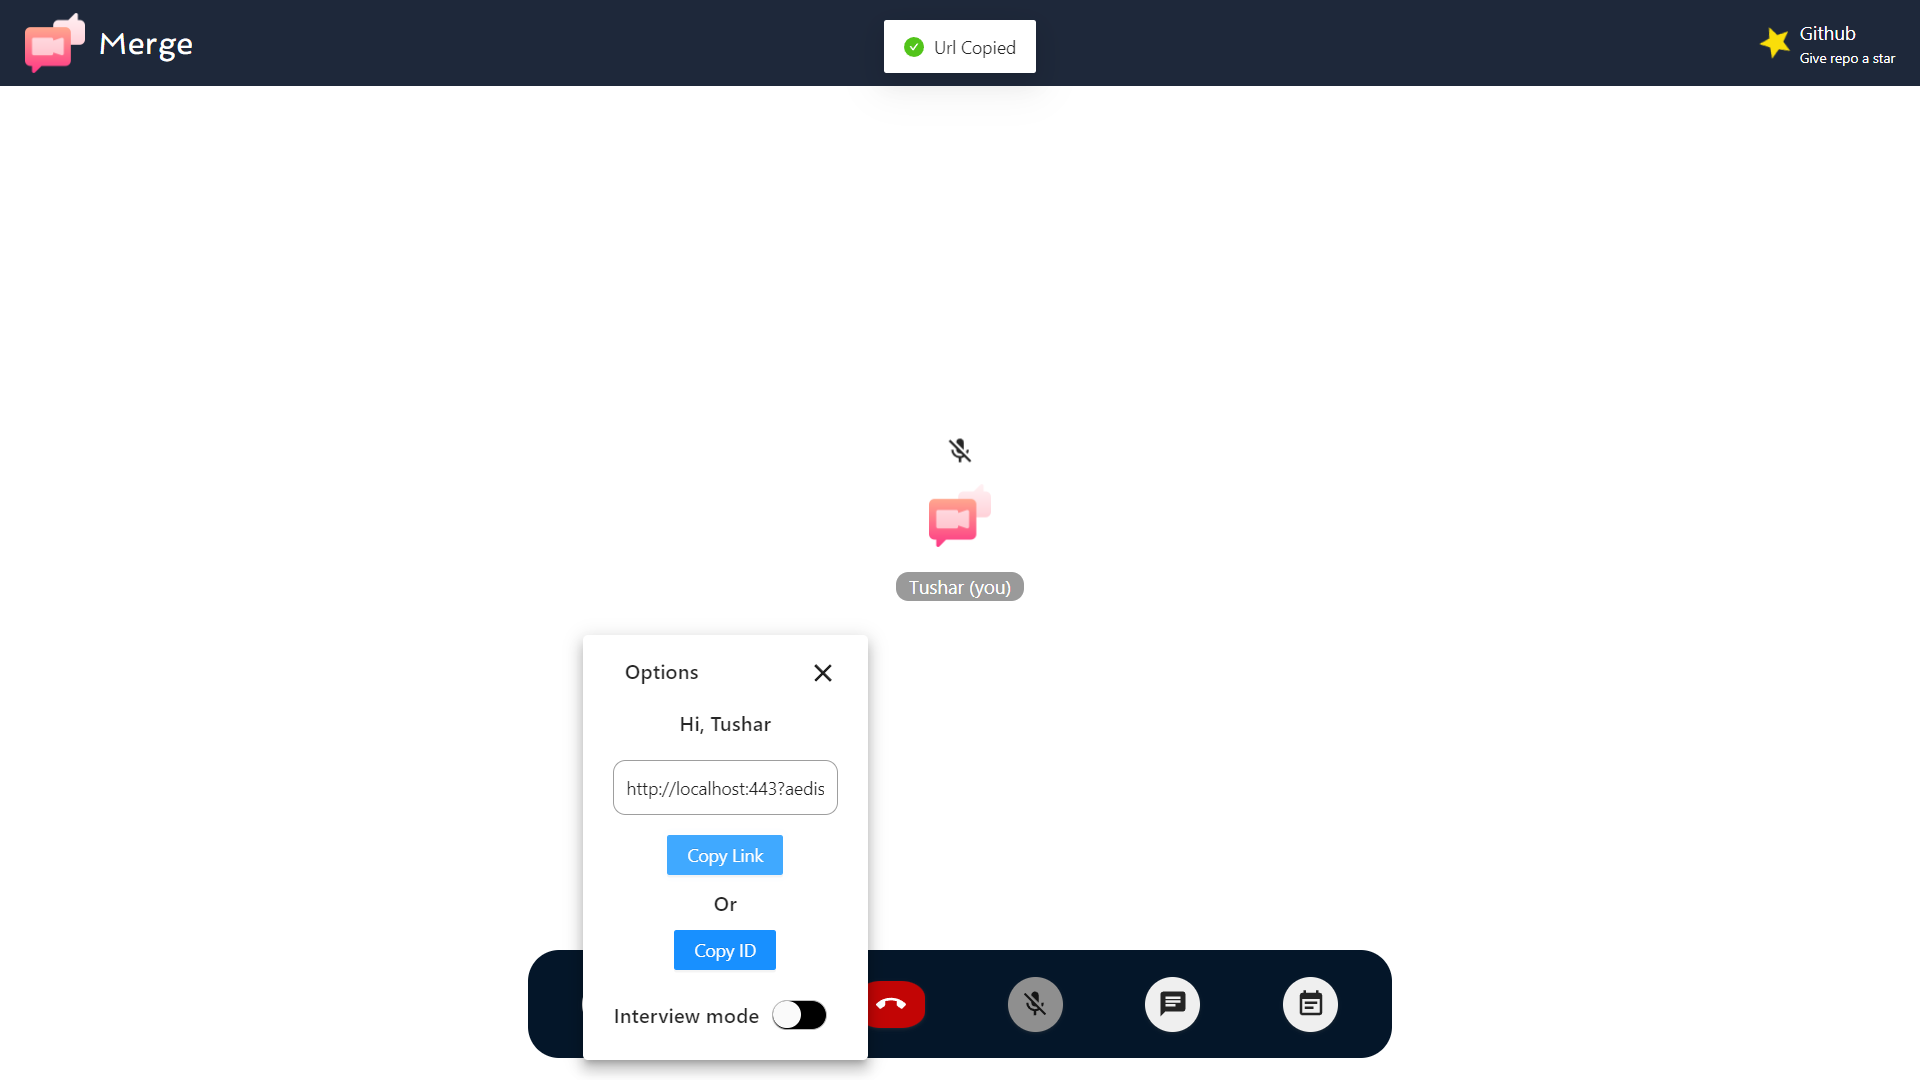 Merge
Url Copied
Github
Give repo a star
Tushar (you)
Options
Hi, Tushar
http://localhost:443?aedis
Copy Link
Or
Copy ID
Interview mode